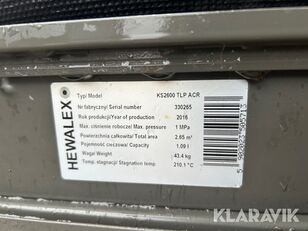 HEWALEX
Typ/ Model KS2600 TLP ACR
Nr fabryczny/ Serial number 330265
Rok produkcji/Year of production 2016
Max. ciśnienie robocze/ Max. pressure 1 MPa
Powierzchnia całkowita/ Total area 2.65 m²
Pojemność cieczowa/ Capacity 1.09 l
Waga/ Weight 43.4 kg
Temp. stagnacji/ Stagnation temp. 210.1 °C
KLARAVIK